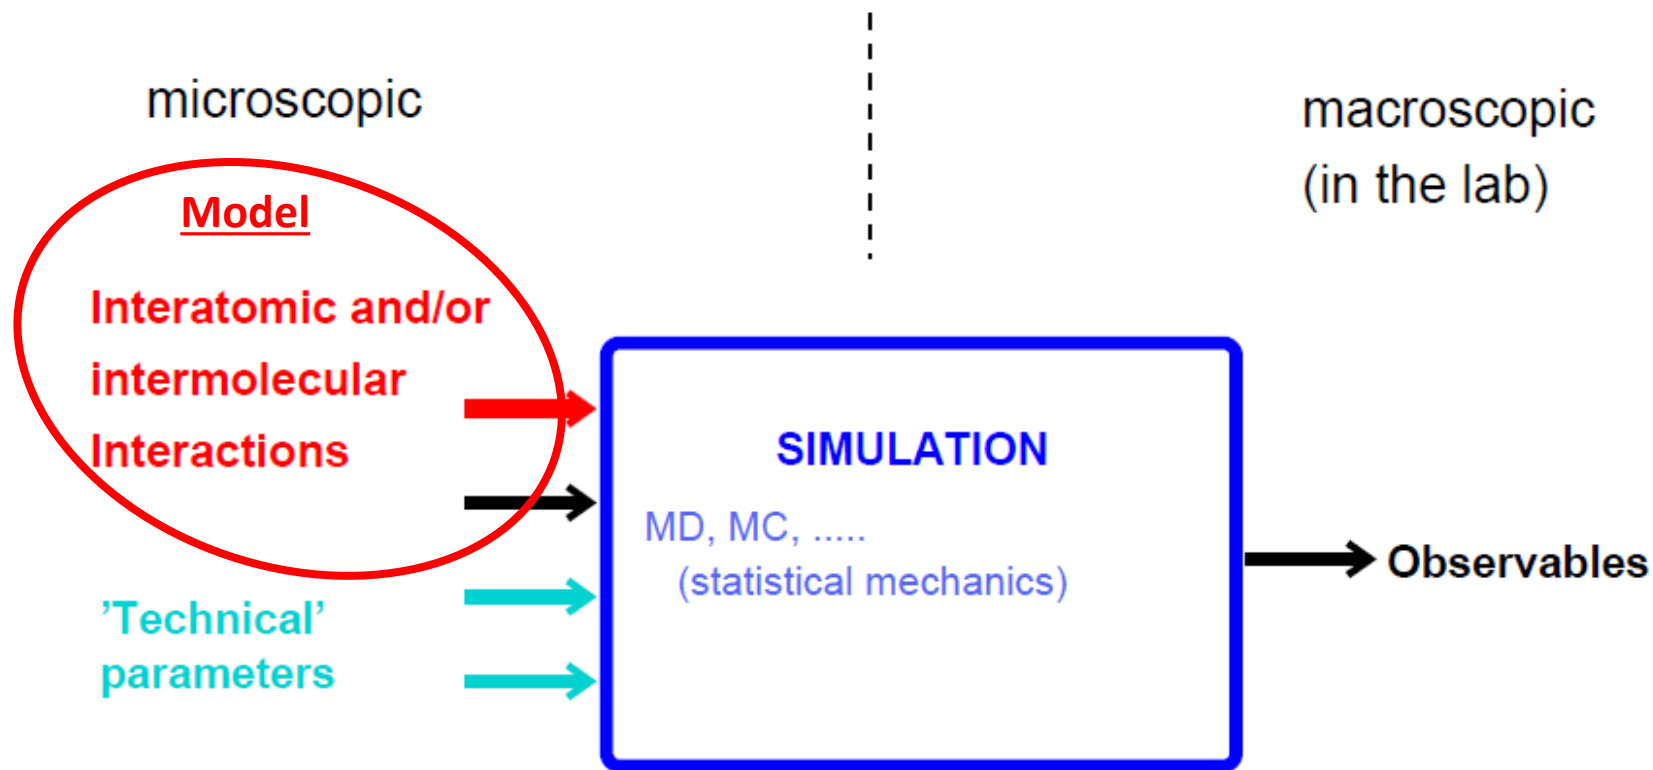 microscopic
macroscopic
(in the lab)
Model
Interatomic and/or
intermolecular
Interactions
’Technical’
parameters
SIMULATION
MD, MC, .....
(statistical mechanics)
Observables